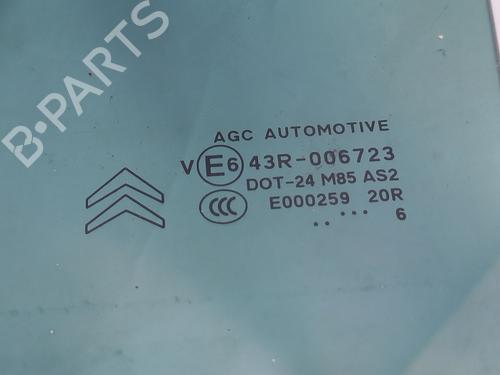 B-PARTS
AGC AUTOMOTIVE
V E6 43R-006723
DOT-24 M85 AS2
CCC E000259 20R
.. ... 6